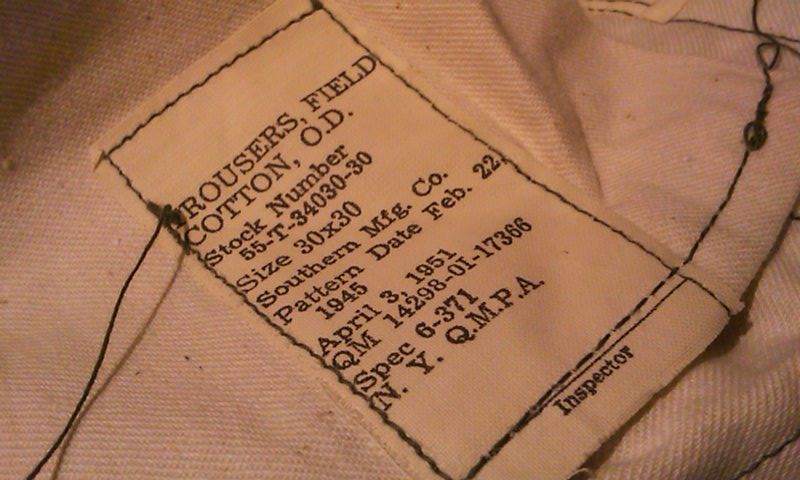 TROUSERS, FIELD
COTTON, O.D.
Stock Number
55-T-34030-30
Size 30x30
Southern Mfg. Co.
Pattern Date Feb. 22,
1945
April 3, 1951
QM 14298-OI-17366
Spec 6-371
N. Y. Q.M.P.A.
Inspector